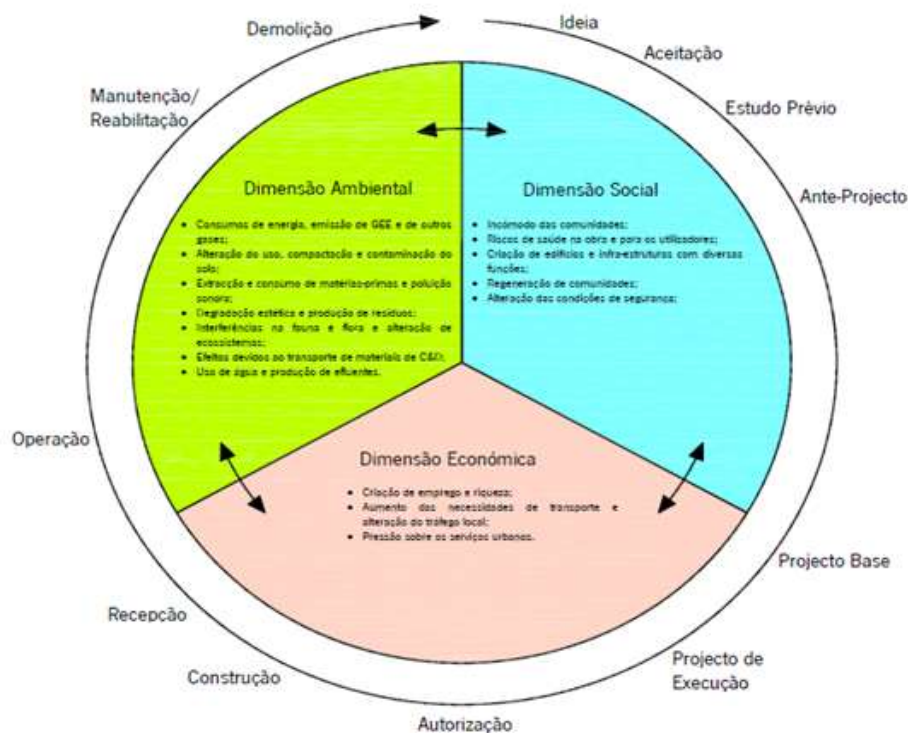 Demolição
Ideia
Aceitação
Manutenção/
Reabilitação
Estudo Prèvio
Ante-Projecto
Dimensão Ambiental
• Consumos de energia, emissão de GEE e de outros
gases;
• Alteração do uso, compactação e contaminação do
solo;
• Extracção e consumo de matérias-primas e poluição
sonora;
• Degradação estética e produção de resíduos;
• Interferências na fauna e flora e alteração de
ecossistemas;
• Efeitos devidos ao transporte de materiais de C&D;
• Uso de água e produção de efluentes.
Dimensão Social
• Incómodo das comunidades;
• Riscos de saúde na obra e para os utilizadores;
• Criação de edifícios e infra-estruturas com diversas
funções;
• Regeneração de comunidades;
• Alteração das condições de segurança;
Operação
Dimensão Económica
• Criação de emprego e riqueza;
• Aumento das necessidades de transporte e
alteração do tráfego local;
• Pressão sobre os serviços urbanos.
Projecto Base
Recepção
Projecto de
Execução
Construção
Autorização